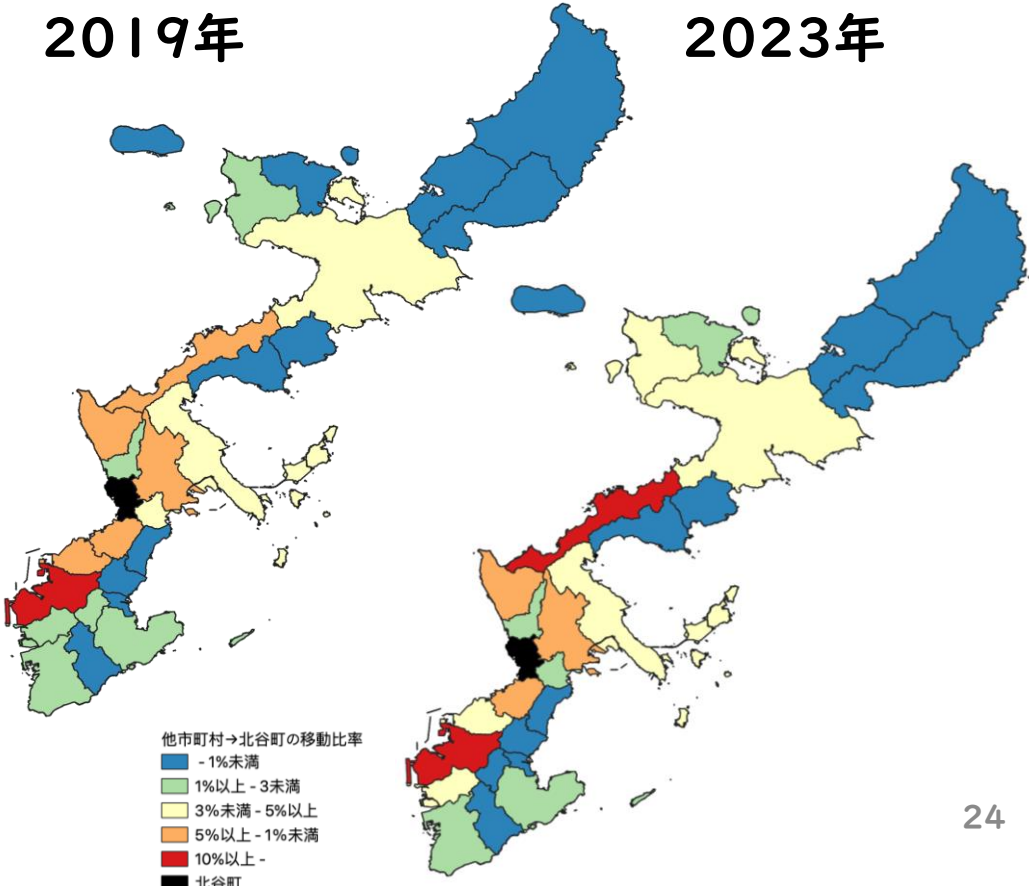 2019年
2023年
他市町村→北谷町の移動比率
- 1%未満
1%以上 - 3未満
3%未満 - 5%以上
5%以上 - 1%未満
10%以上 -
北谷町
24